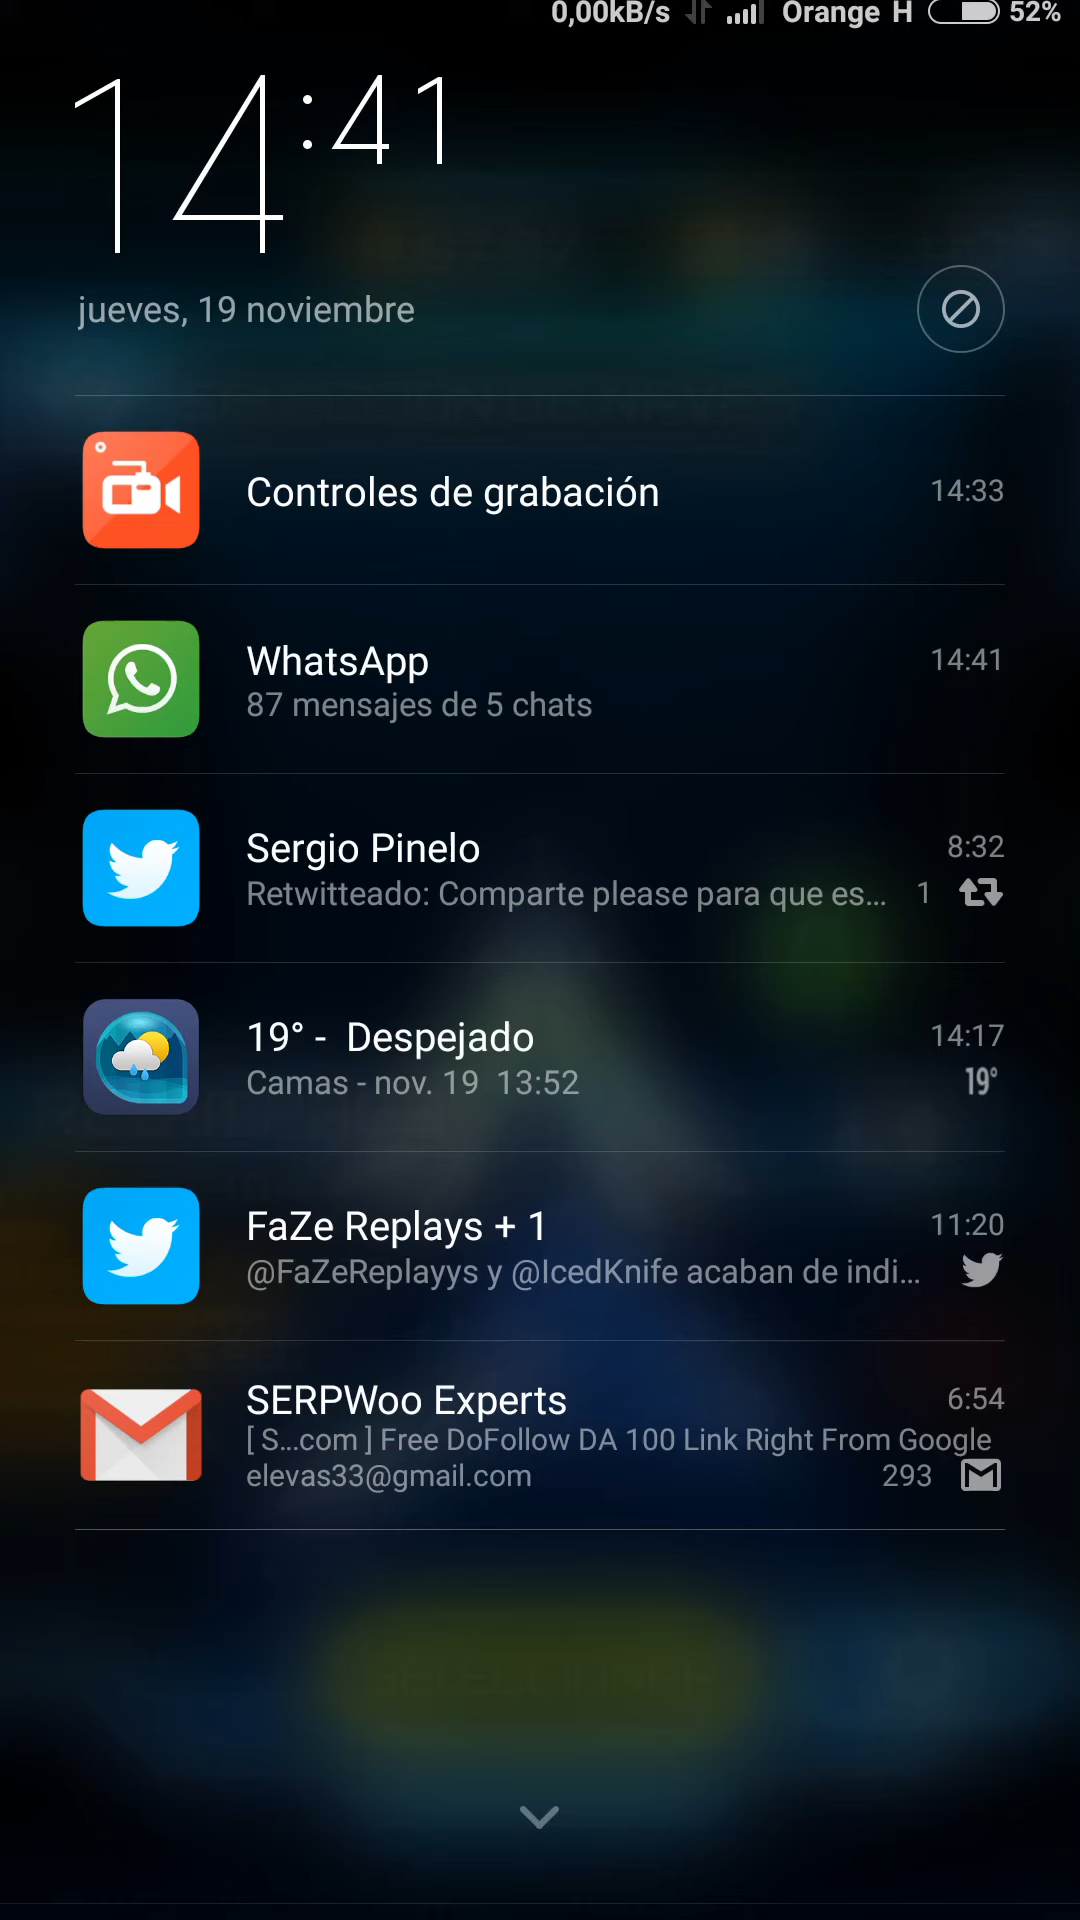 0,00kB/s Orange H 52%
14:41
jueves, 19 noviembre
Controles de grabación 14:33
WhatsApp 14:41
87 mensajes de 5 chats
Sergio Pinelo 8:32
Retwitteado: Comparte please para que es... 1
19° - Despejado 14:17
Camas - nov. 19 13:52 19°
FaZe Replays + 1 11:20
@FaZeReplayys y @IcedKnife acaban de indi...
SERPWoo Experts 6:54
[ S...com ] Free DoFollow DA 100 Link Right From Google
elevas33@gmail.com 293